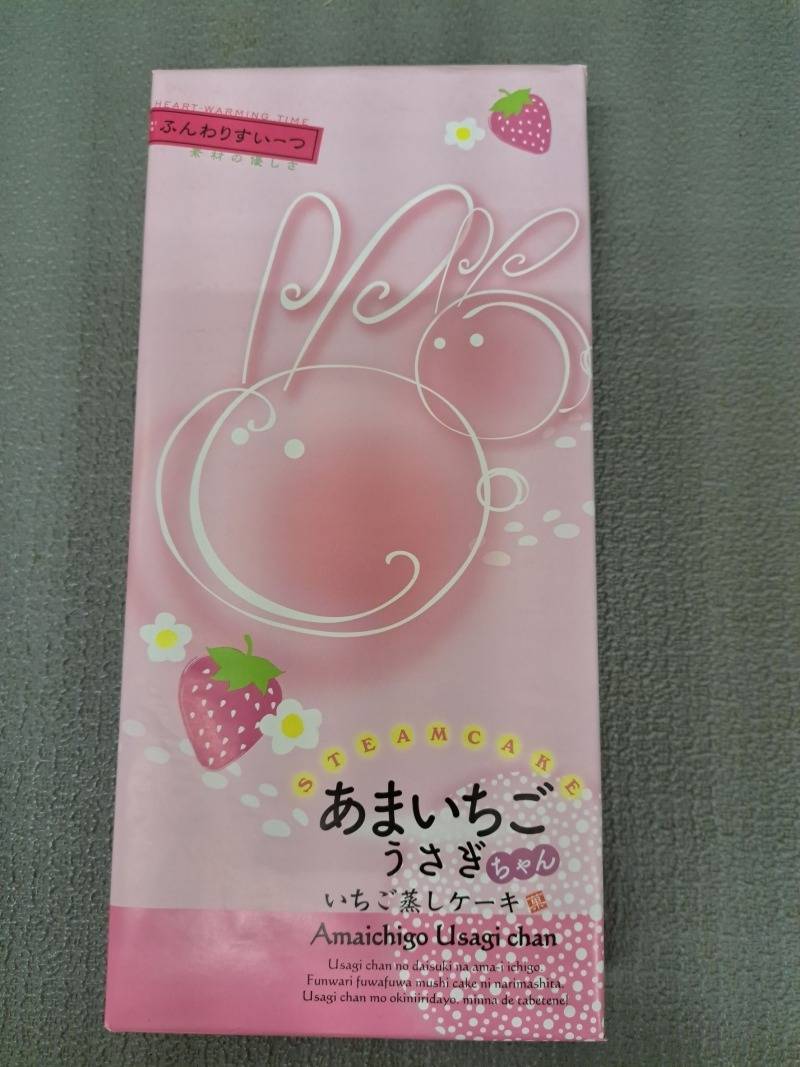 HEART-WARMING TIME
ふんわりすいーつ
素材の優しさ
STEAMCAKE
あまいちご
うさぎちゃん
いちご蒸しケーキ 菓
Amaichigo Usagi chan
Usagi chan no daisuki na ama-i ichigo.
Funwari fuwafuwa mushi cake ni narimashita.
Usagi chan mo okiniiridayo. minna de tabetene!